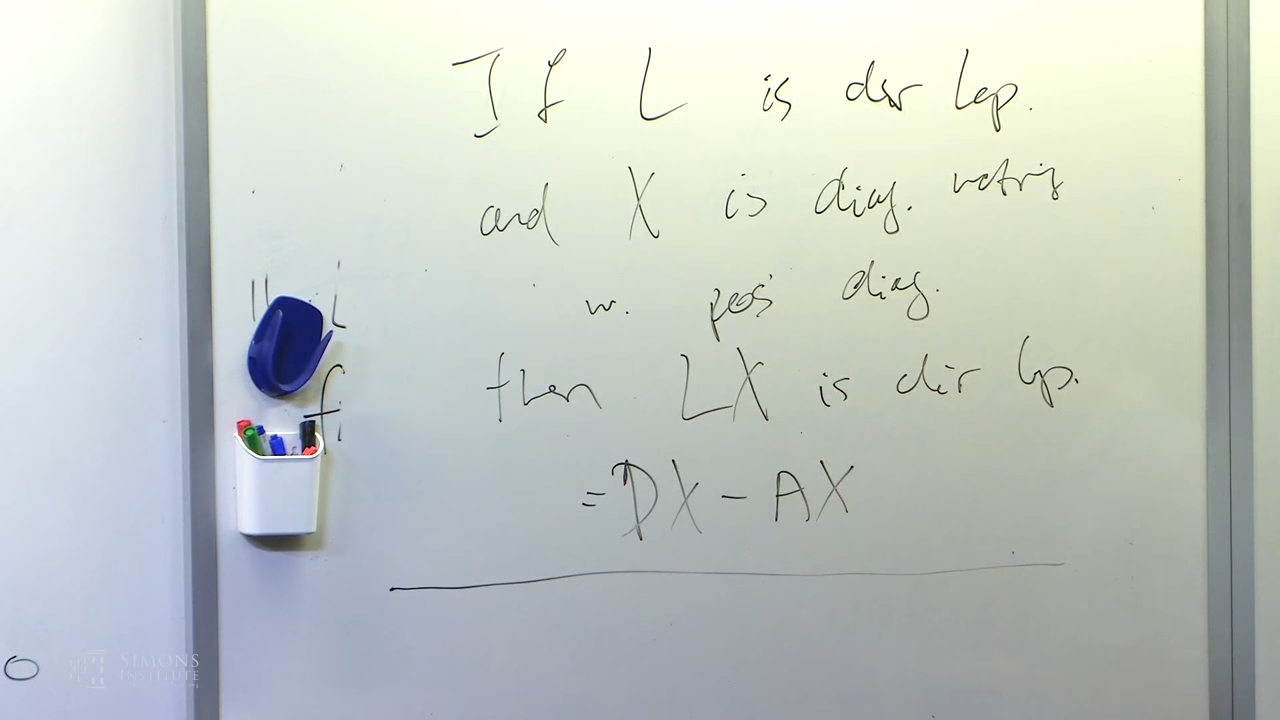 If L is dir lap.
and X is diag. matrix
w. pos diag.
then LX is dir lap.
= DX - AX
SIMONS
INSTITUTE